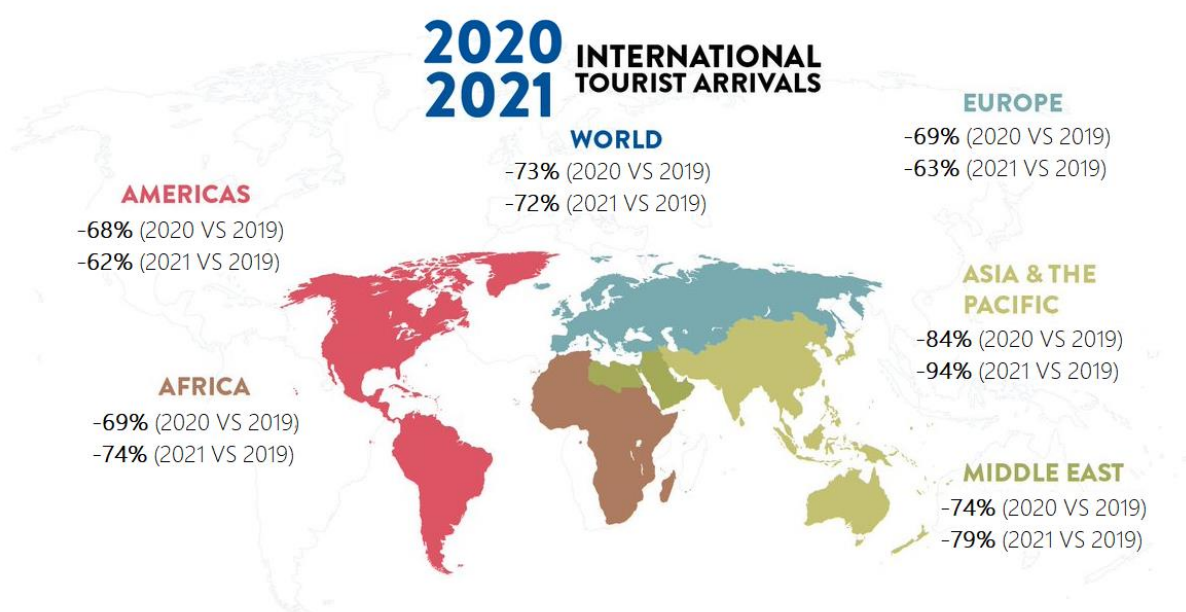 2020
2021
INTERNATIONAL
TOURIST ARRIVALS
WORLD
-73% (2020 VS 2019)
-72% (2021 VS 2019)
EUROPE
-69% (2020 VS 2019)
-63% (2021 VS 2019)
AMERICAS
-68% (2020 VS 2019)
-62% (2021 VS 2019)
ASIA & THE
PACIFIC
-84% (2020 VS 2019)
-94% (2021 VS 2019)
AFRICA
-69% (2020 VS 2019)
-74% (2021 VS 2019)
MIDDLE EAST
-74% (2020 VS 2019)
-79% (2021 VS 2019)